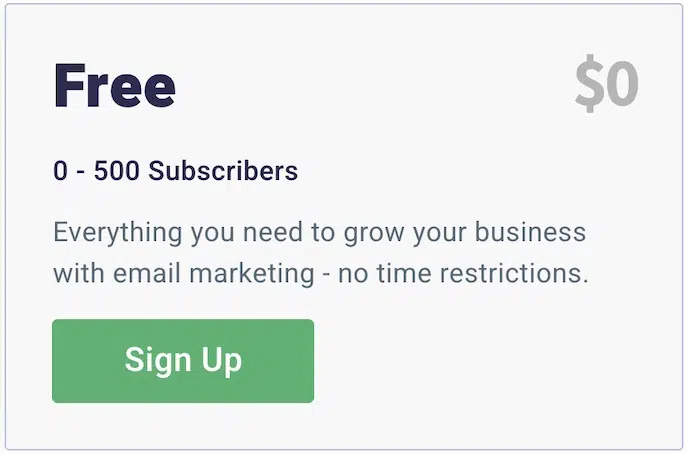 Free
$0
0 - 500 Subscribers
Everything you need to grow your business
with email marketing - no time restrictions.
Sign Up